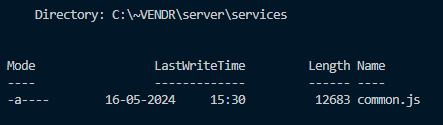 Directory: C:\~VENDR\server\services
Mode                 LastWriteTime         Length Name
----                 -------------         ------ ----
-a----        16-05-2024     15:30          12683 common.js